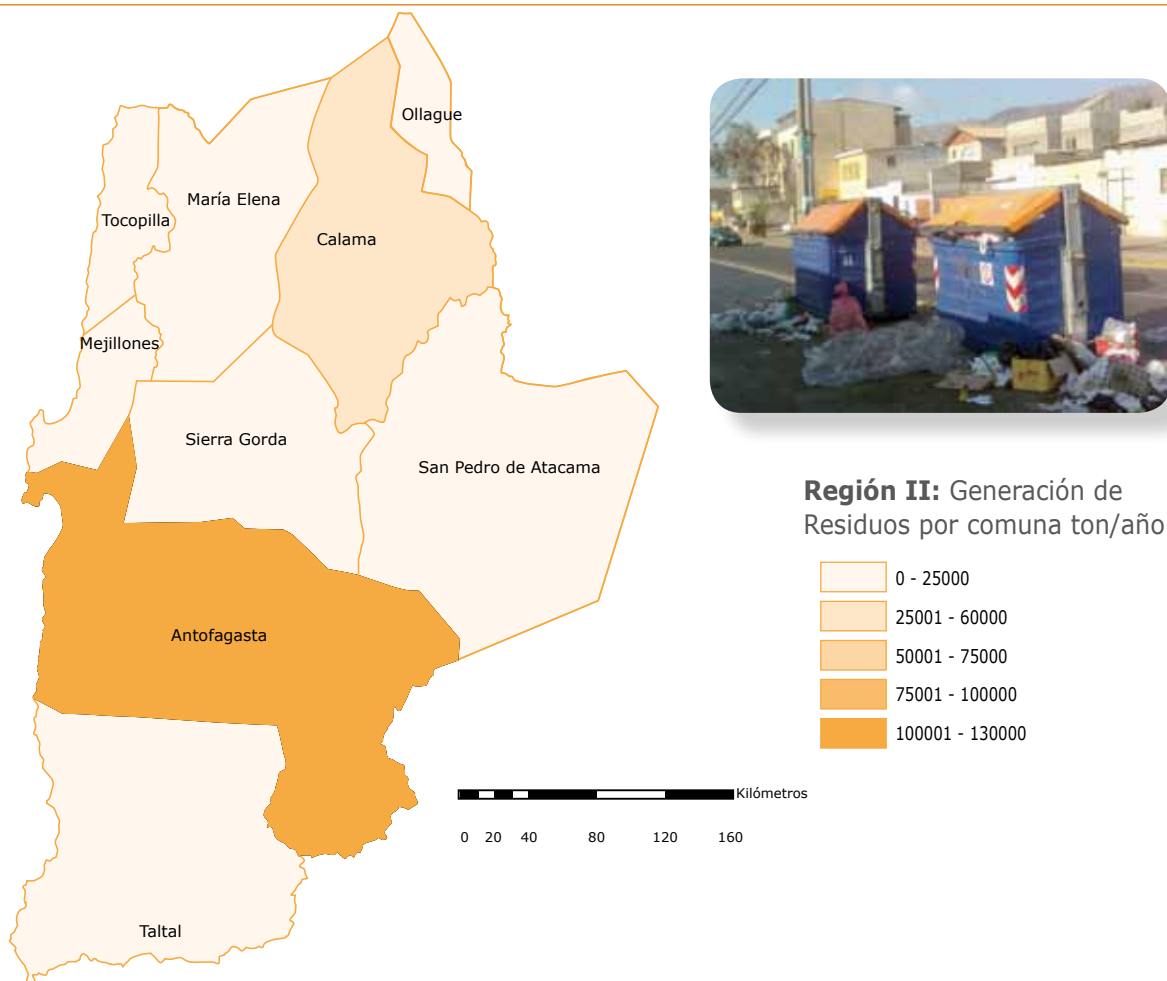 Ollague
María Elena
Tocopilla
Calama
Mejillones
Sierra Gorda
San Pedro de Atacama
Antofagasta
Taltal
Región II: Generación de
Residuos por comuna ton/año
0 - 25000
25001 - 60000
50001 - 75000
75001 - 100000
100001 - 130000
Kilómetros
0 20 40 80 120 160